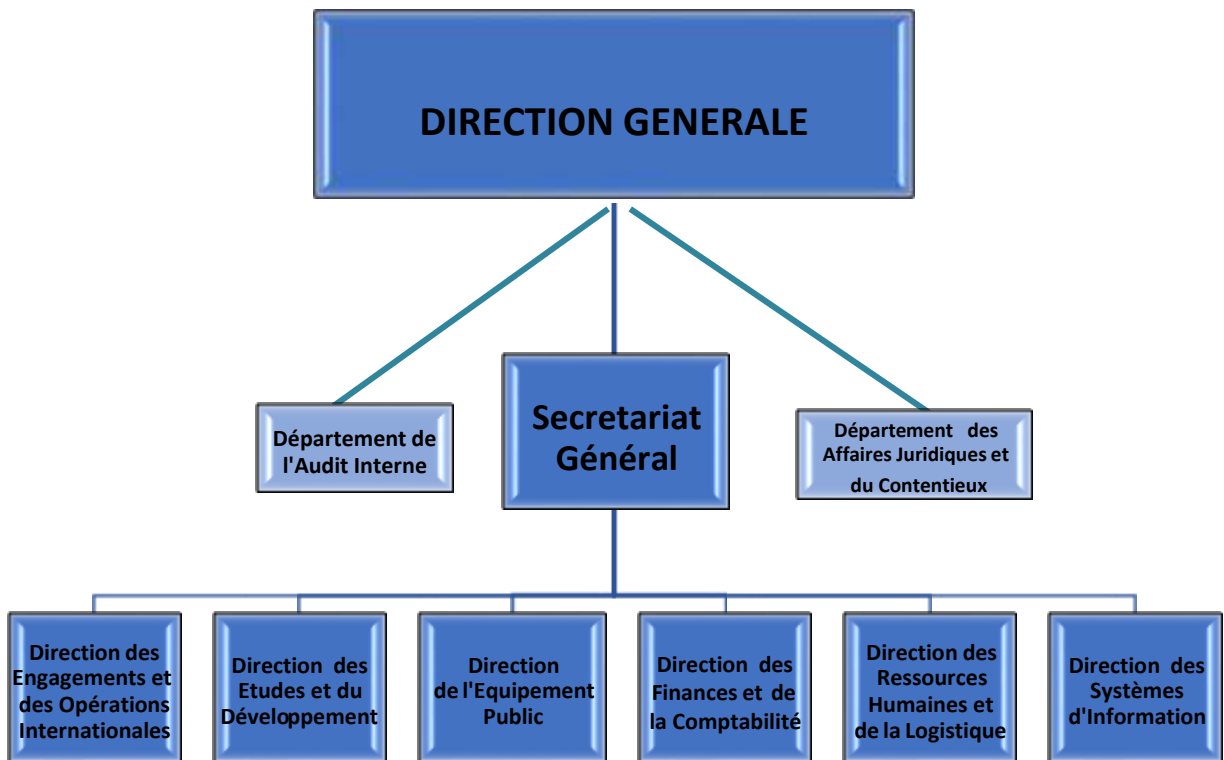 DIRECTION GENERALE
Département de
l'Audit Interne
Secretariat
Général
Département des
Affaires Juridiques et
du Contentieux
Direction des
Engagements et
des Opérations
Internationales
Direction des
Etudes et du
Développement
Direction
de l'Equipement
Public
Direction des
Finances et de
la Comptabilité
Direction des
Ressources
Humaines et
de la Logistique
Direction des
Systèmes
d'Information